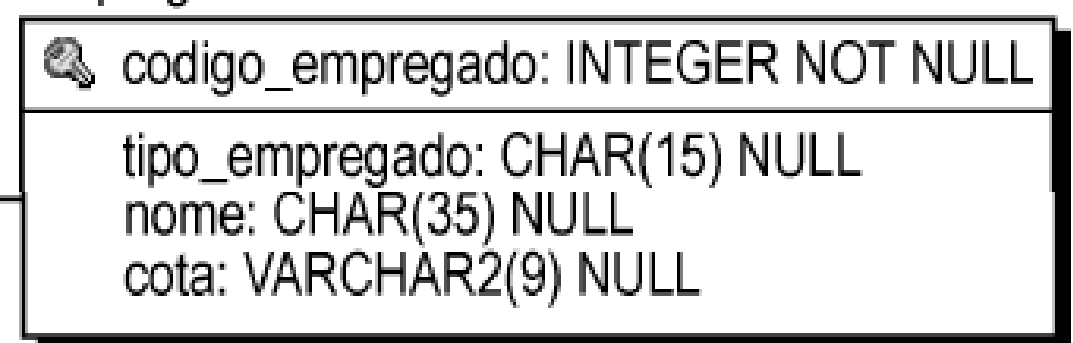 codigo_empregado: INTEGER NOT NULL
tipo_empregado: CHAR(15) NULL
nome: CHAR(35) NULL
cota: VARCHAR2(9) NULL